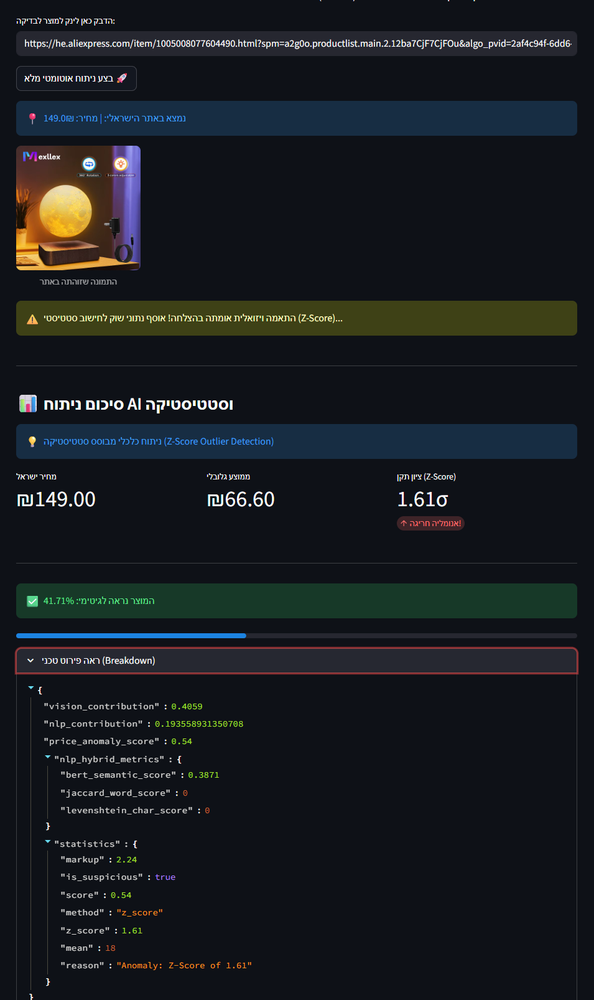 הדבק כאן לינק למוצר לבדיקה:
https://he.aliexpress.com/item/1005008077604490.html?spm=a2g0o.productlist.main.2.12ba7CjF7CjFOu&algo_pvid=2af4c94f-6dd6-
🚀 בצע ניתוח אוטומטי מלא
📍 נמצא באתר הישראלי: | מחיר: ₪149.0
Mexllex
360° Rotation 3 colors adjustable
התמונה שזוהתה באתר
⚠️ התאמה ויזואלית אומתה בהצלחה! אוסף נתוני שוק לחישוב סטטיסטי (Z-Score)...
📊 סיכום ניתוח AI וסטטיסטיקה
💡 ניתוח כלכלי מבוסס סטטיסטיקה (Z-Score Outlier Detection)
מחיר ישראל
₪149.00
ממוצע גלובלי
₪66.60
ציון תקן (Z-Score)
1.61σ
↑ אנומליה חריגה!
✅ המוצר נראה לגיטימי: 41.71%
ראה פירוט טכני (Breakdown)
{
"vision_contribution" : 0.4059
"nlp_contribution" : 0.193558931350708
"price_anomaly_score" : 0.54
"nlp_hybrid_metrics" : {
"bert_semantic_score" : 0.3871
"jaccard_word_score" : 0
"levenshtein_char_score" : 0
}
"statistics" : {
"markup" : 2.24
"is_suspicious" : true
"score" : 0.54
"method" : "z_score"
"z_score" : 1.61
"mean" : 18
"reason" : "Anomaly: Z-Score of 1.61"
}
}